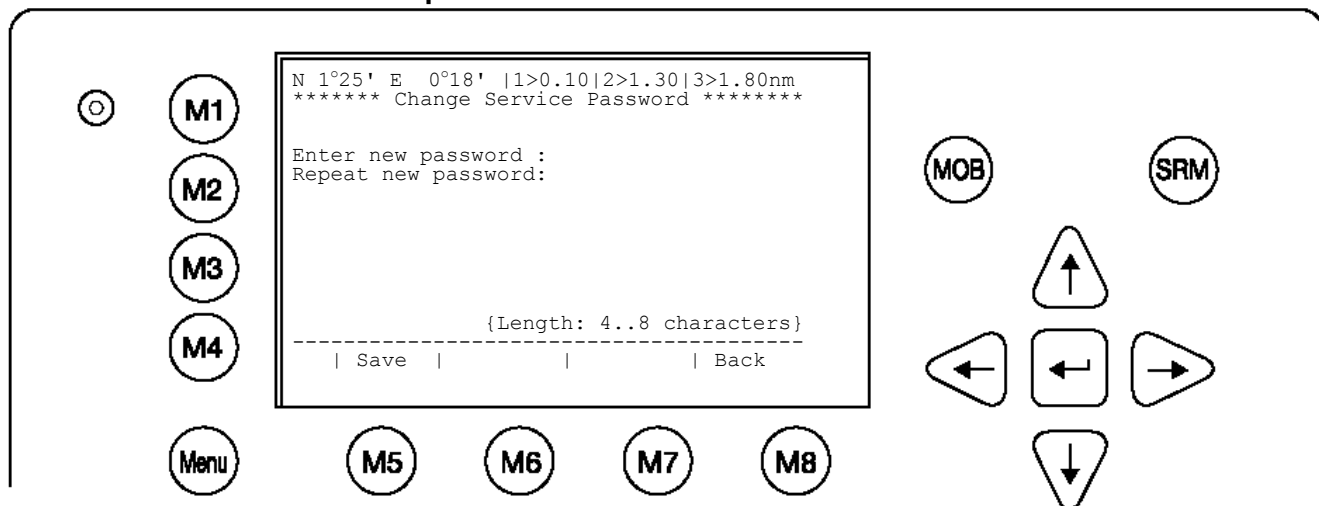 N 1°25' E  0°18' |1>0.10|2>1.30|3>1.80nm
******* Change Service Password ********
Enter new password :
Repeat new password:
{Length: 4..8 characters}
----------------------------------------
| Save  |         |         | Back
M1
M2
M3
M4
Menu
M5
M6
M7
M8
MOB
SRM